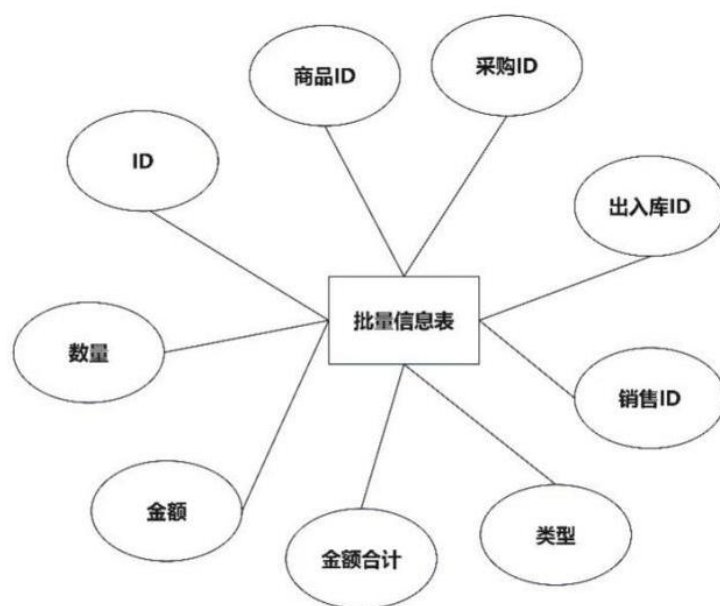 商品ID
采购ID
ID
出入库ID
批量信息表
数量
销售ID
金额
金额合计
类型